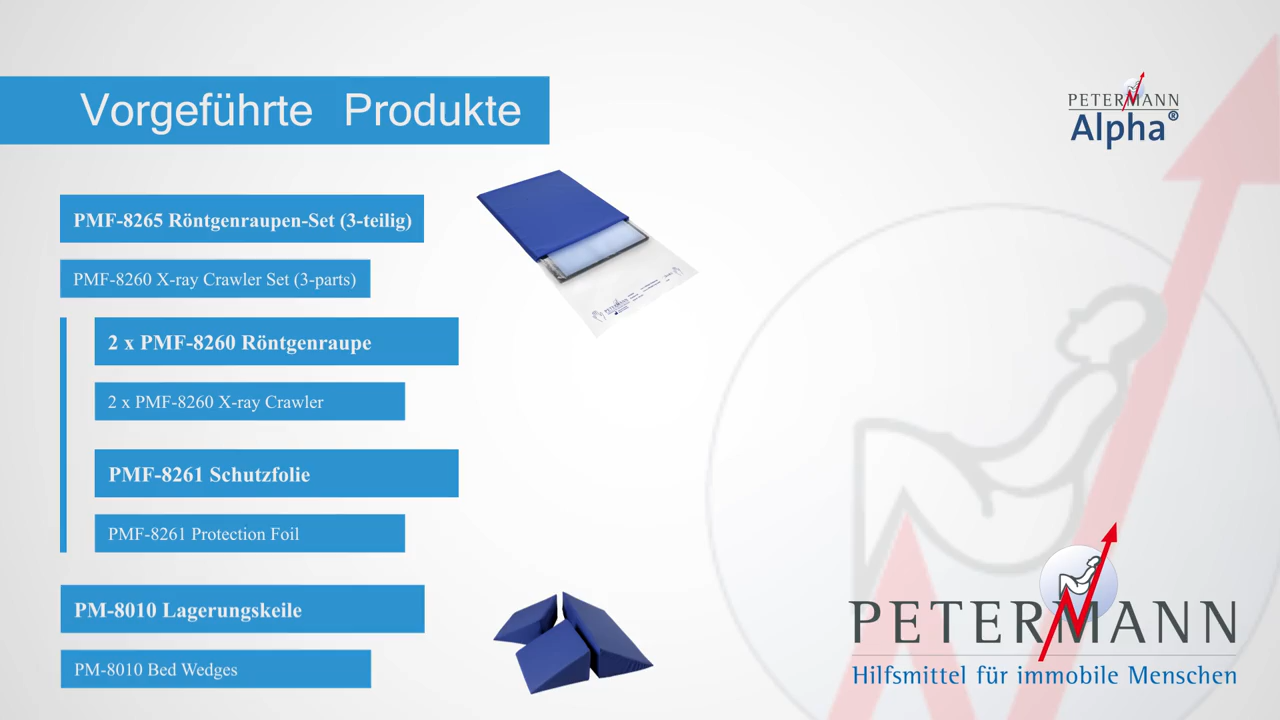 Vorgeführte Produkte
PETERMANN
Alpha®
PMF-8265 Röntgenraupen-Set (3-teilig)
PMF-8260 X-ray Crawler Set (3-parts)
2 x PMF-8260 Röntgenraupe
2 x PMF-8260 X-ray Crawler
PMF-8261 Schutzfolie
PMF-8261 Protection Foil
PM-8010 Lagerungskeile
PM-8010 Bed Wedges
PETERMANN
PETERMANN
Hilfsmittel für immobile Menschen